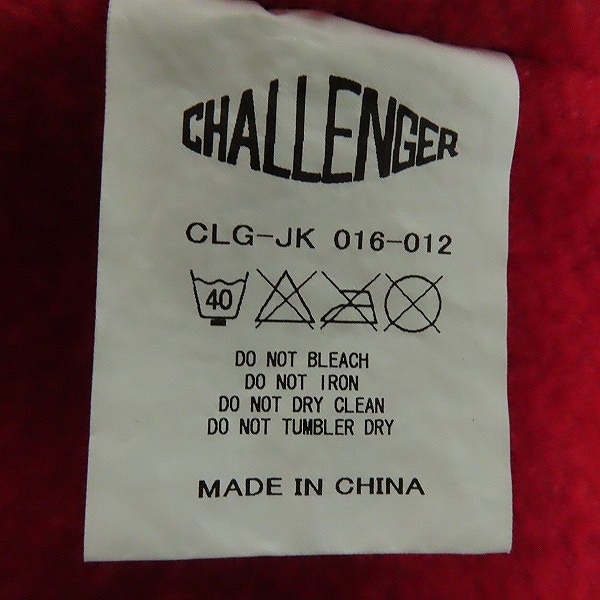 CHALLENGER
CLG-JK 016-012
40
DO NOT BLEACH
DO NOT IRON
DO NOT DRY CLEAN
DO NOT TUMBLER DRY
MADE IN CHINA